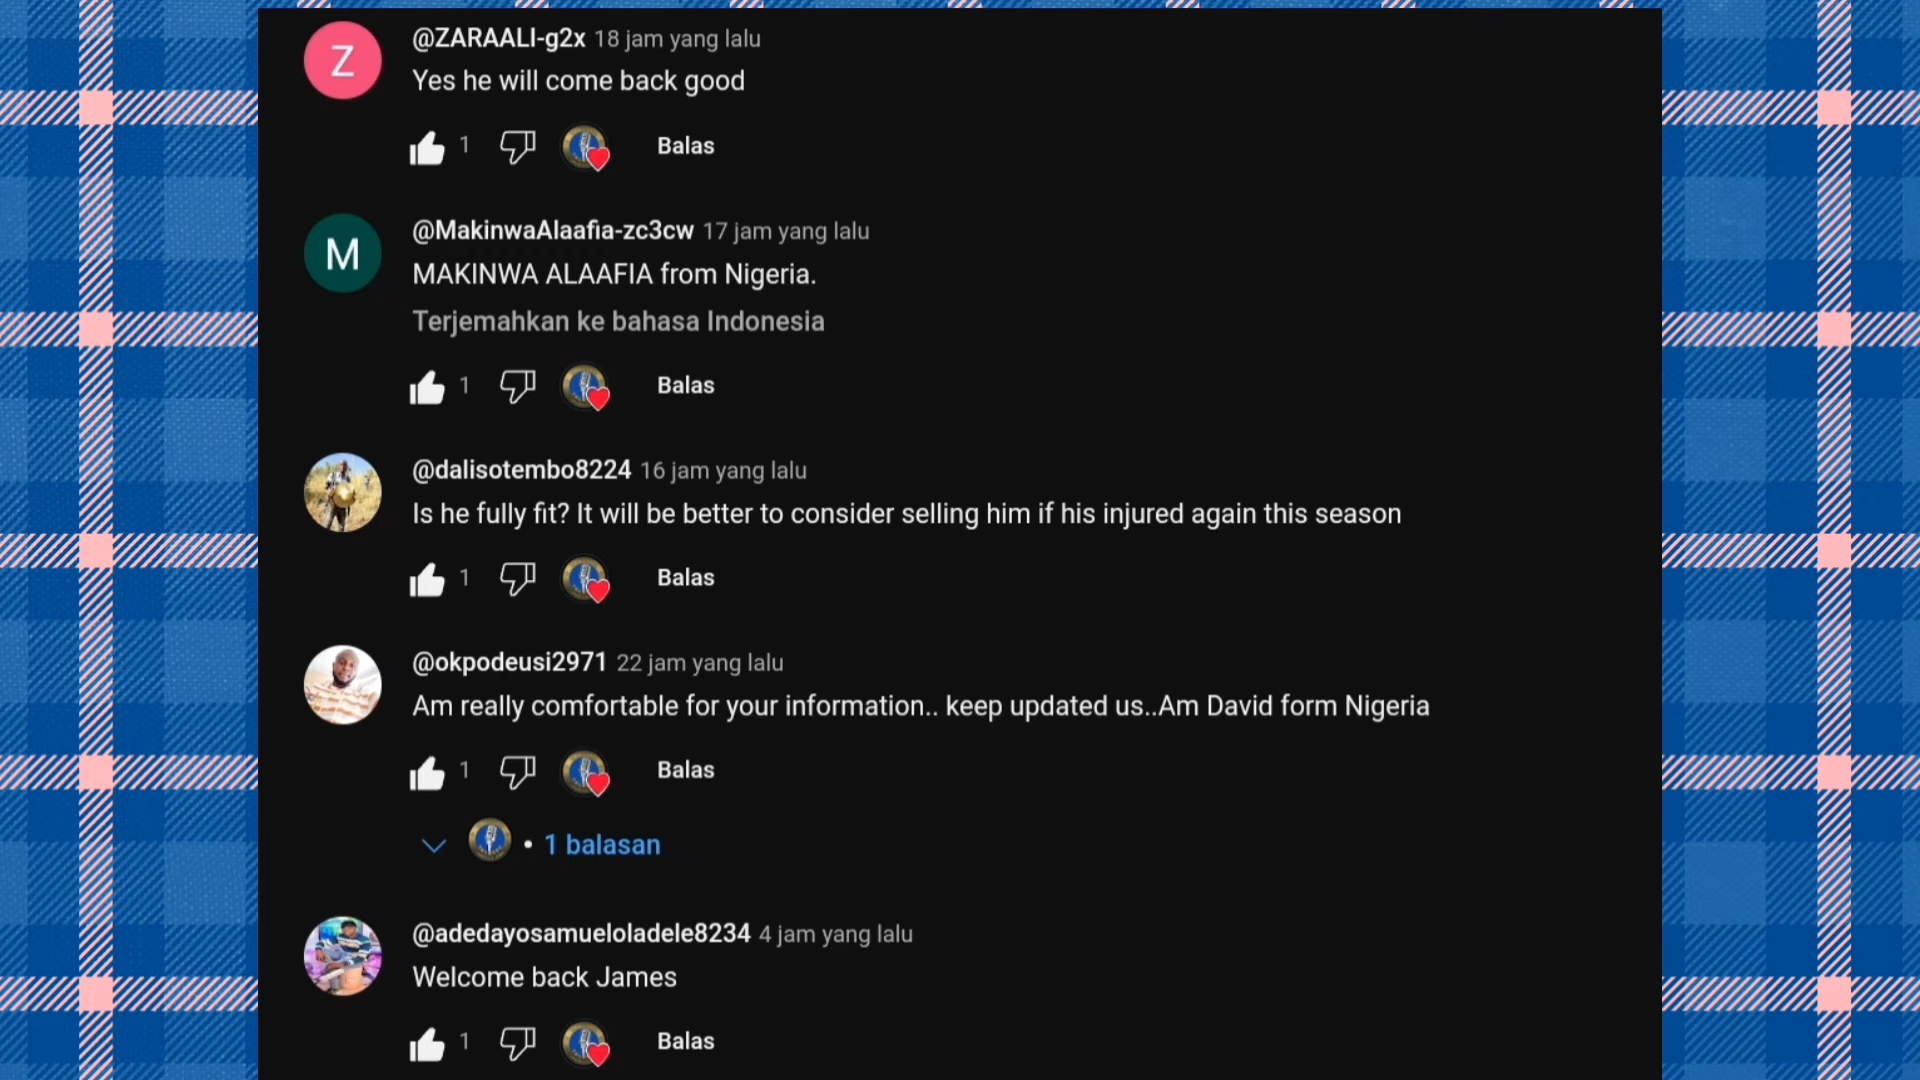 Z
@ZARAALI-g2x 18 jam yang lalu
Yes he will come back good
1 Balas
M
@MakinwaAlaafia-zc3cw 17 jam yang lalu
MAKINWA ALAAFIA from Nigeria.
Terjemahkan ke bahasa Indonesia
1 Balas
@dalisotembo8224 16 jam yang lalu
Is he fully fit? It will be better to consider selling him if his injured again this season
1 Balas
@okpodeusi2971 22 jam yang lalu
Am really comfortable for your information.. keep updated us..Am David form Nigeria
1 Balas
• 1 balasan
@adedayosamueloladele8234 4 jam yang lalu
Welcome back James
1 Balas